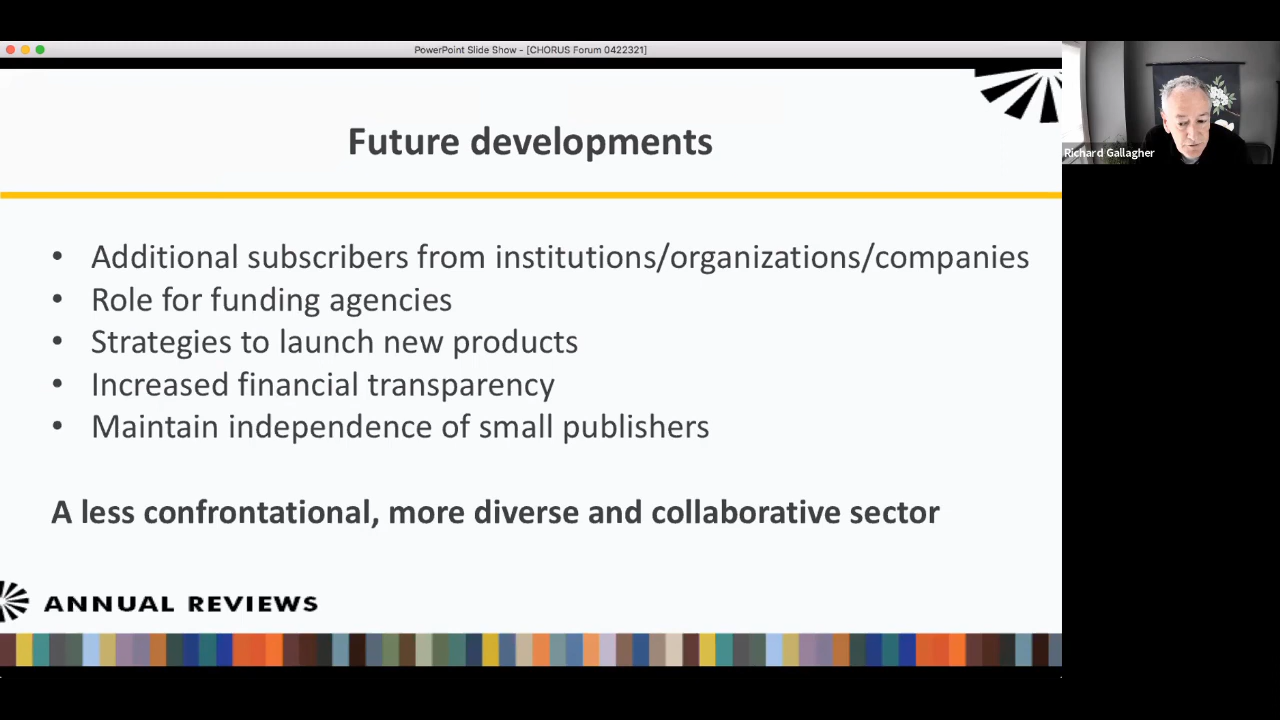 PowerPoint Slide Show - [CHORUS Forum 0422321]
Future developments
Richard Gallagher
• Additional subscribers from institutions/organizations/companies
• Role for funding agencies
• Strategies to launch new products
• Increased financial transparency
• Maintain independence of small publishers
A less confrontational, more diverse and collaborative sector
ANNUAL REVIEWS